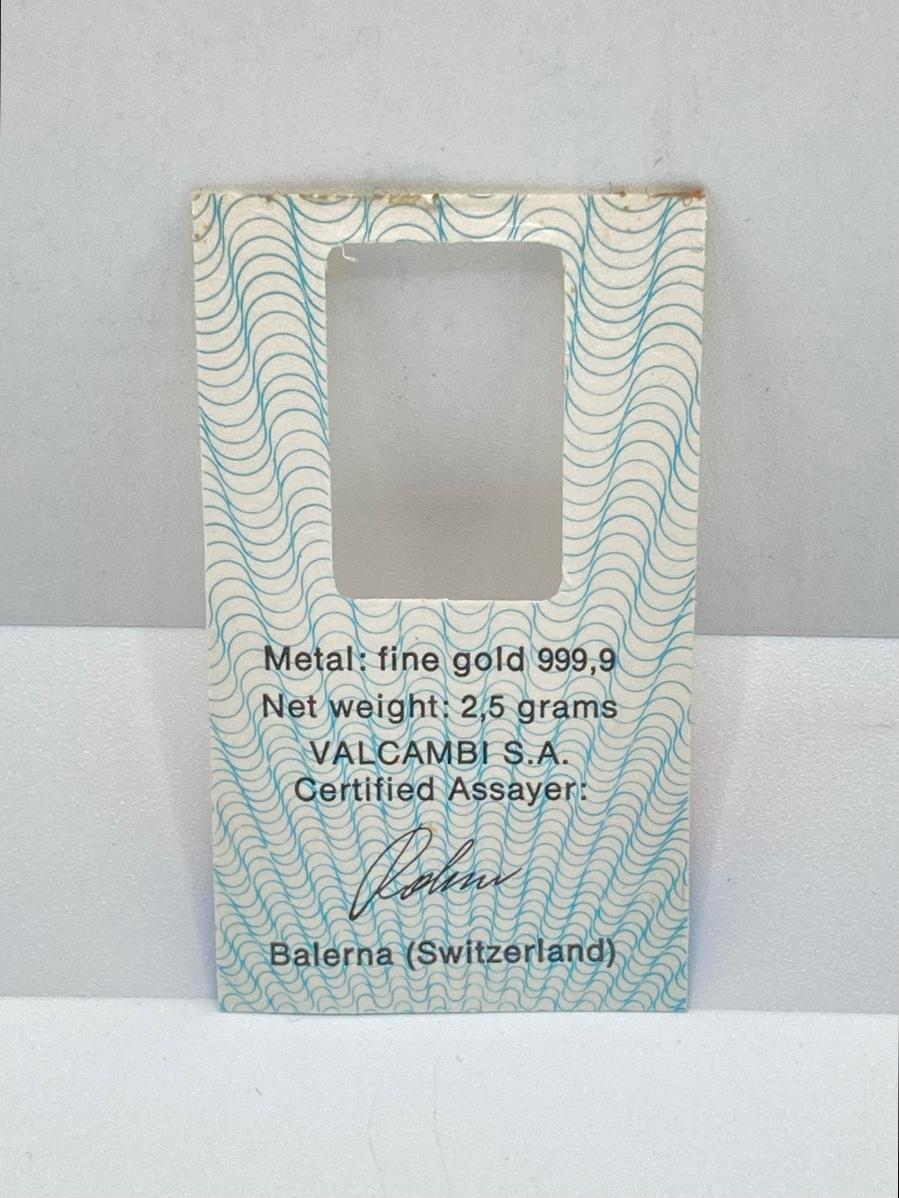 Metal: fine gold 999,9
Net weight: 2,5 grams
VALCAMBI S.A.
Certified Assayer:
Balerna (Switzerland)